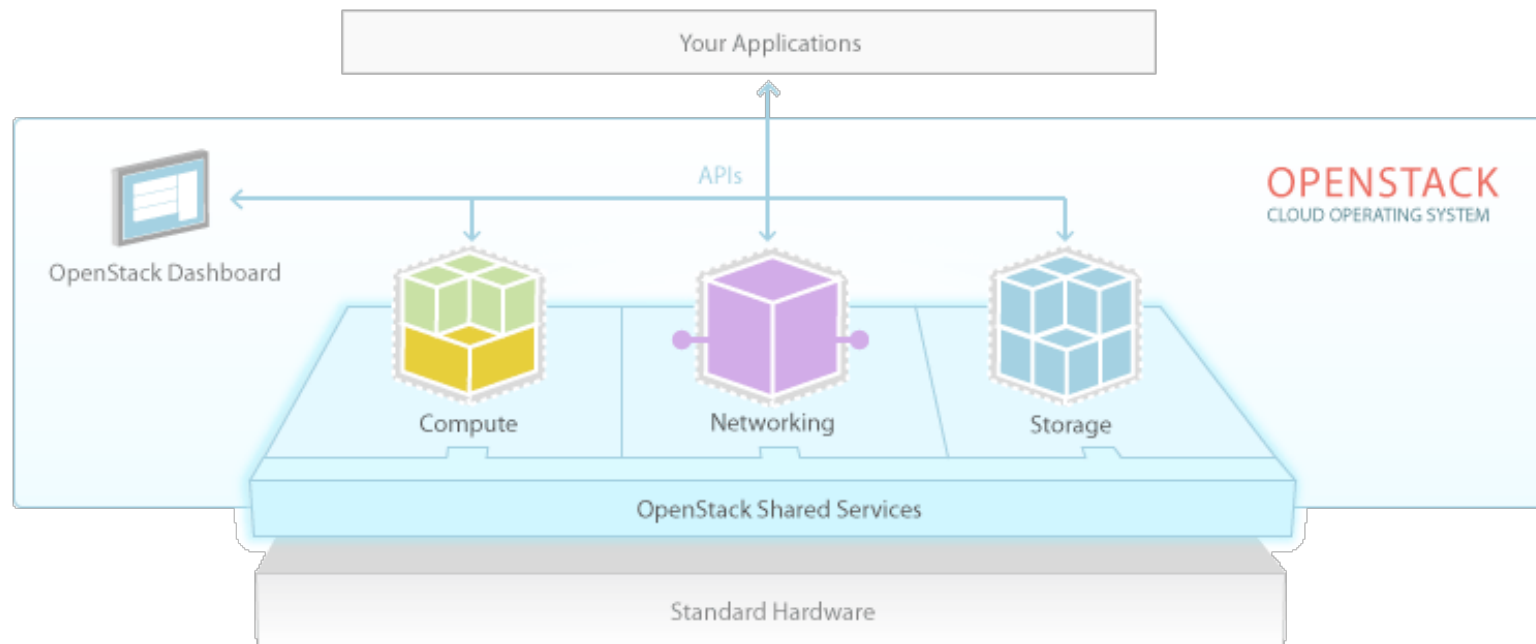 Your Applications
APIs
OPENSTACK
CLOUD OPERATING SYSTEM
OpenStack Dashboard
Compute
Networking
Storage
OpenStack Shared Services
Standard Hardware